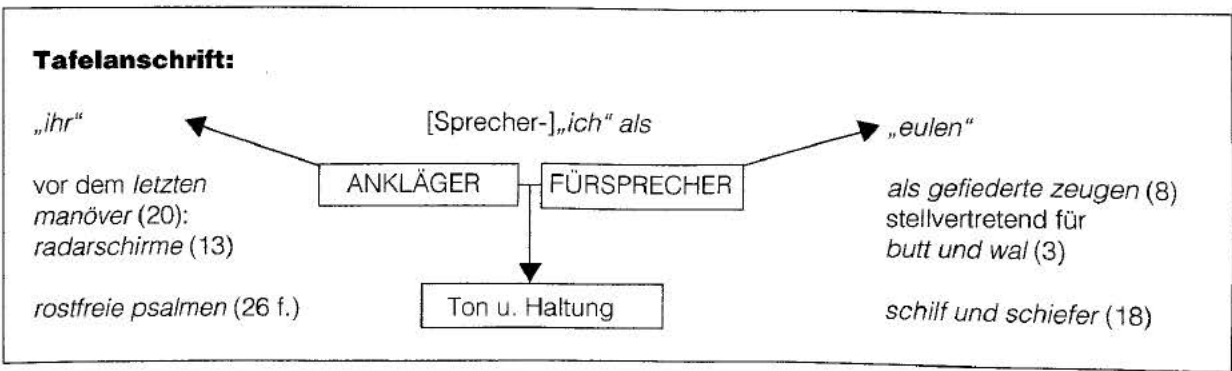 Tafelanschrift:
„ihr“
[Sprecher-]„ich“ als
„eulen“
vor dem letzten
manöver (20):
radarschirme (13)
rostfreie psalmen (26 f.)
ANKLÄGER
FÜRSPRECHER
Ton u. Haltung
als gefiederte zeugen (8)
stellvertretend für
butt und wal (3)
schilf und schiefer (18)